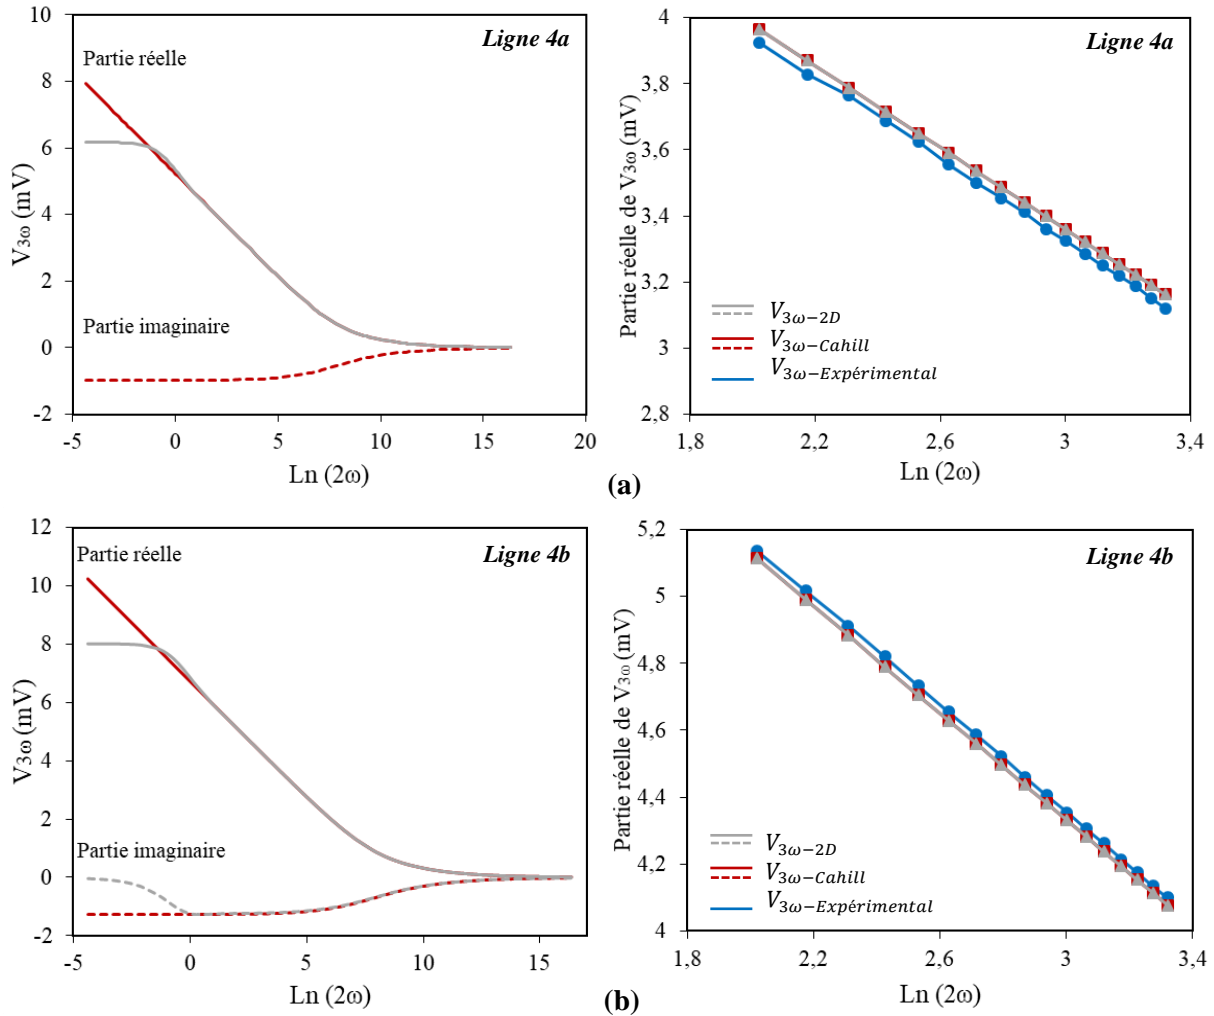 10
8
6
4
2
0
-2
-5
0
5
10
15
20
V3ω (mV)
Ln (2ω)
Partie réelle
Partie imaginaire
Ligne 4a
4
3,8
3,6
3,4
3,2
3
2,8
1,8
2,2
2,6
3
3,4
Partie réelle de V3ω (mV)
Ln (2ω)
Ligne 4a
V3ω−2D
V3ω−Cahill
V3ω−Expérimental
(a)
12
10
8
6
4
2
0
-2
-5
0
5
10
15
V3ω (mV)
Ln (2ω)
Partie réelle
Partie imaginaire
Ligne 4b
5,2
5
4,8
4,6
4,4
4,2
4
1,8
2,2
2,6
3
3,4
Partie réelle de V3ω (mV)
Ln (2ω)
Ligne 4b
V3ω−2D
V3ω−Cahill
V3ω−Expérimental
(b)